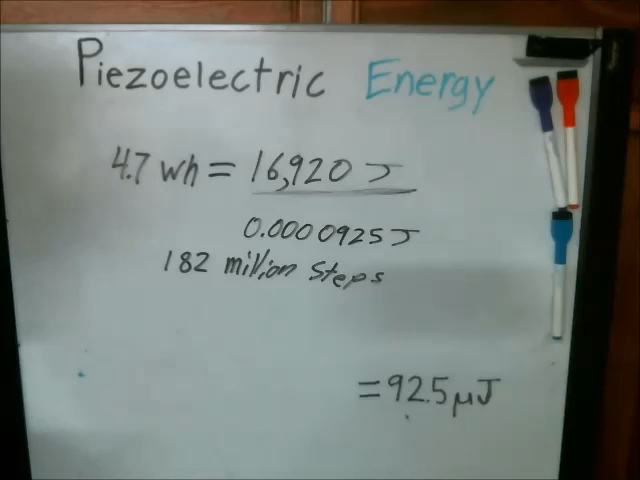 Piezoelectric Energy
4.7 wh = 16,920 J
0.0000925 J
182 million steps
= 92.5 µJ